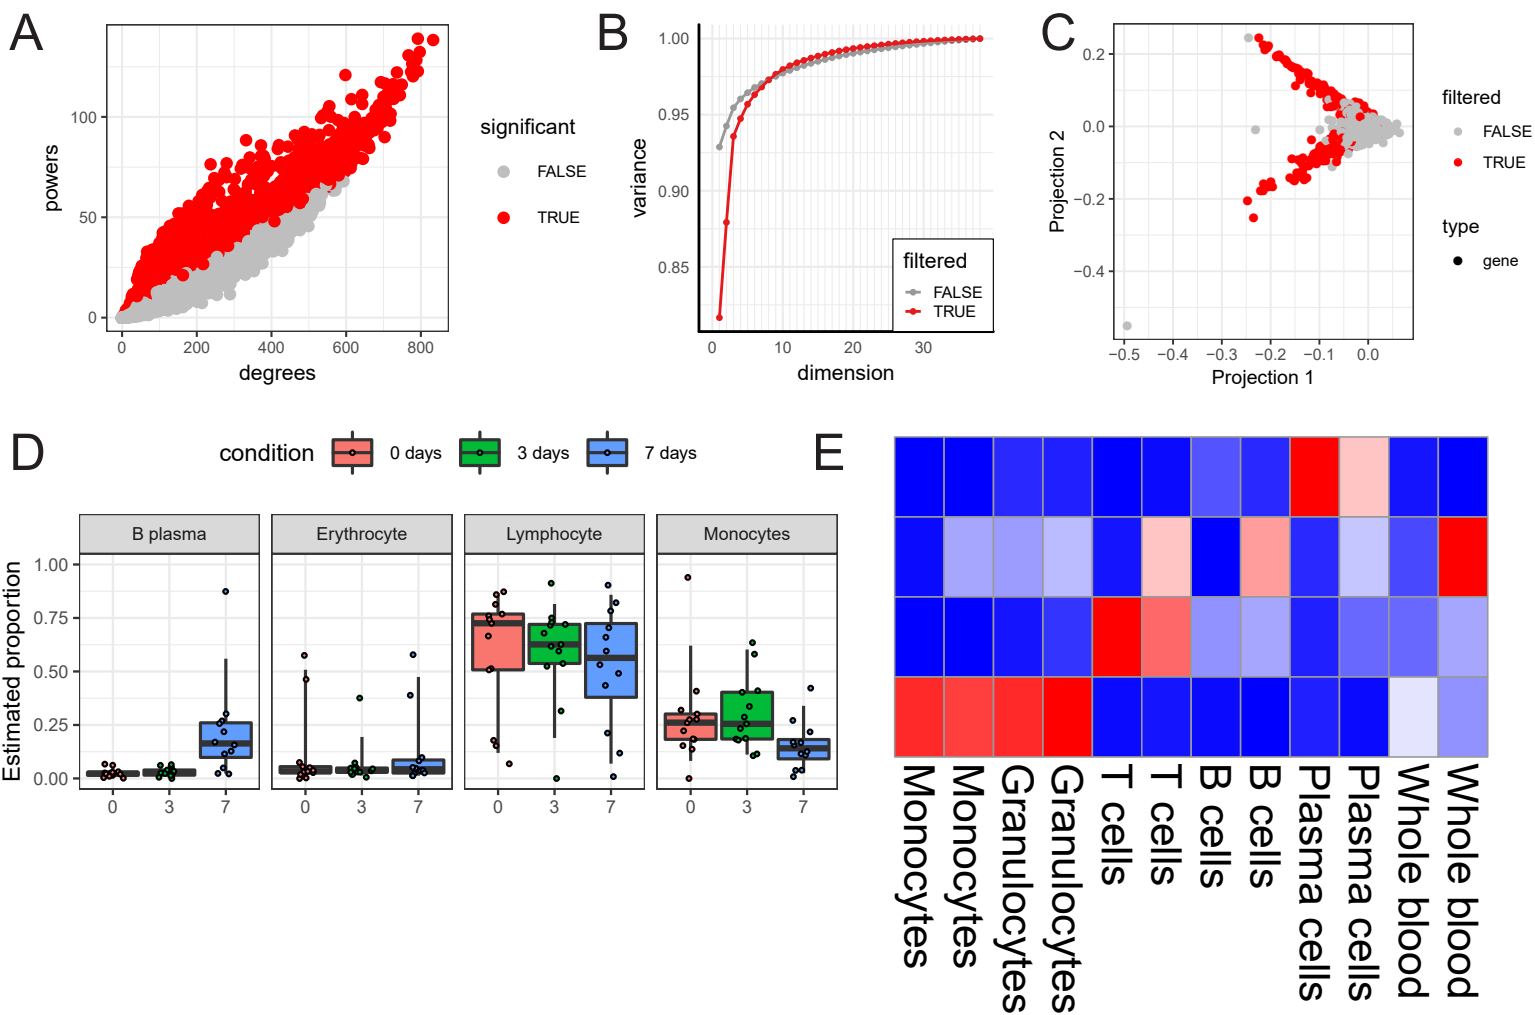 A
powers
100
50
0
0 200 400 600 800
degrees
significant
FALSE
TRUE
B
variance
1.00
0.95
0.90
0.85
0 10 20 30
dimension
filtered
FALSE
TRUE
C
Projection 2
0.2
0.0
−0.2
−0.4
−0.5 −0.4 −0.3 −0.2 −0.1 0.0
Projection 1
filtered
FALSE
TRUE
type
gene
D
condition 0 days 3 days 7 days
B plasma Erythrocyte Lymphocyte Monocytes
Estimated proportion
1.00
0.75
0.50
0.25
0.00
0 3 7 0 3 7 0 3 7 0 3 7
E
Monocytes
Monocytes
Granulocytes
Granulocytes
T cells
T cells
B cells
B cells
Plasma cells
Plasma cells
Whole blood
Whole blood